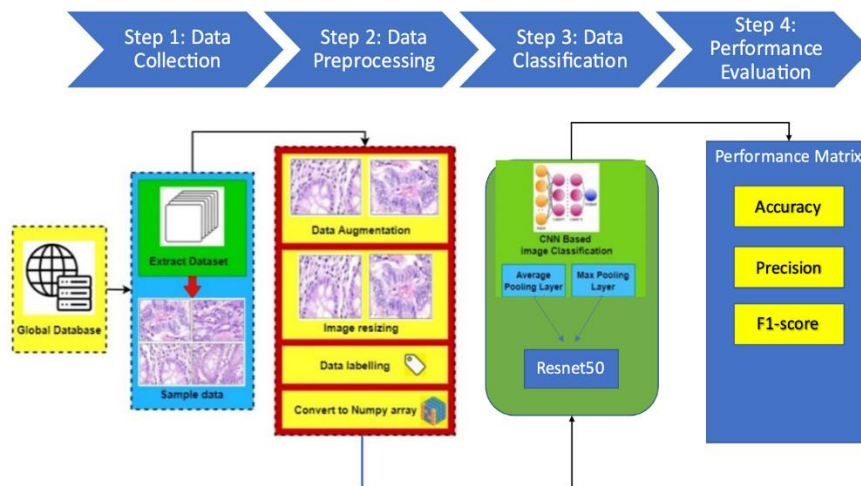 Step 1: Data
Collection
Step 2: Data
Preprocessing
Step 3: Data
Classification
Step 4:
Performance
Evaluation
Global Database
Extract Dataset
Sample data
Data Augmentation
Image resizing
Data labelling
Convert to Numpy array
CNN Based
image Classification
Average
Pooling Layer
Max Pooling
Layer
Resnet50
Performance Matrix
Accuracy
Precision
F1-score